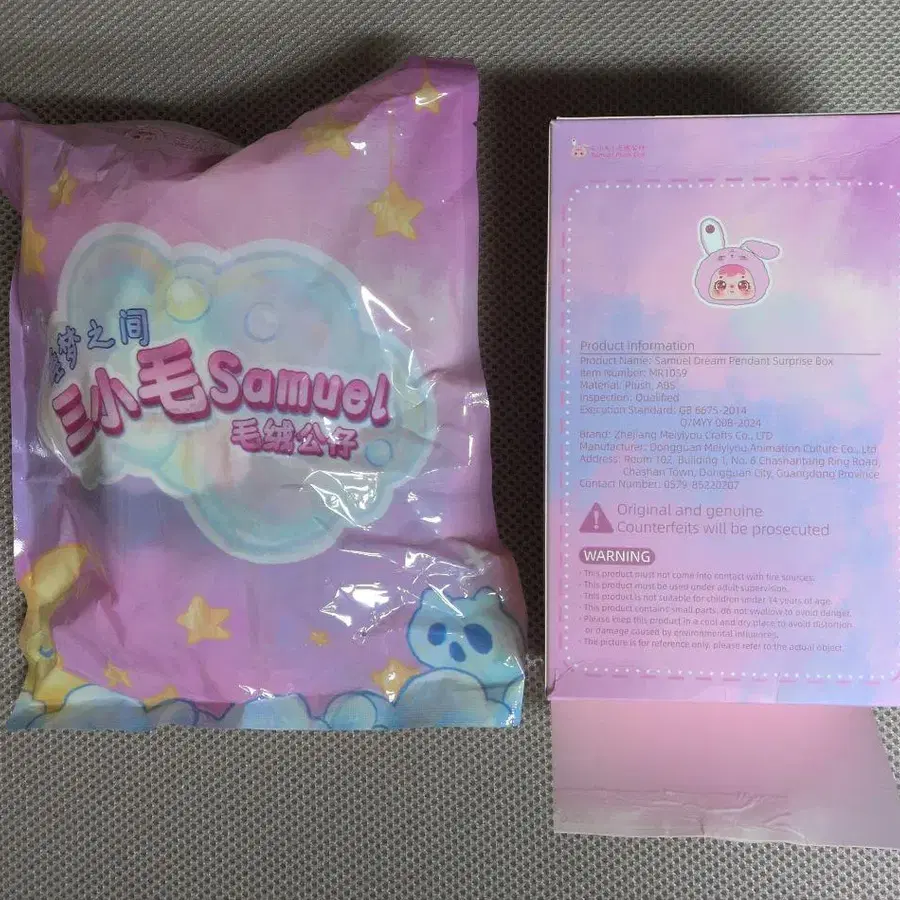 梦之间
三小毛Samuel
毛绒公仔
Samuel Plush Doll
Product information
Product Name: Samuel Dream Pendant Surprise Box
Item Number: MR1059
Material: Plush, ABS
Inspection: Qualified
Execution Standard: GB 6675-2014
Q/MYY 008-2024
Brand: Zhejiang Meiyiyou Crafts Co., LTD
Manufacturer: Dongguan Meiyiyou Animation Culture Co., Ltd
Address: Room 102, Building 1, No. 6 Chashantang Ring Road,
Chashan Town, Dongguan City, Guangdong Province
Contact Number: 0579-85220207
Original and genuine
Counterfeits will be prosecuted
WARNING
· This product must not come into contact with fire sources.
· This product must be used under adult supervision.
· This product is not suitable for children under 14 years of age.
· This product contains small parts, do not swallow to avoid danger.
· Please keep this product in a cool and dry place to avoid distortion
or damage caused by environmental influences.
· The picture is for reference only, please refer to the actual object.